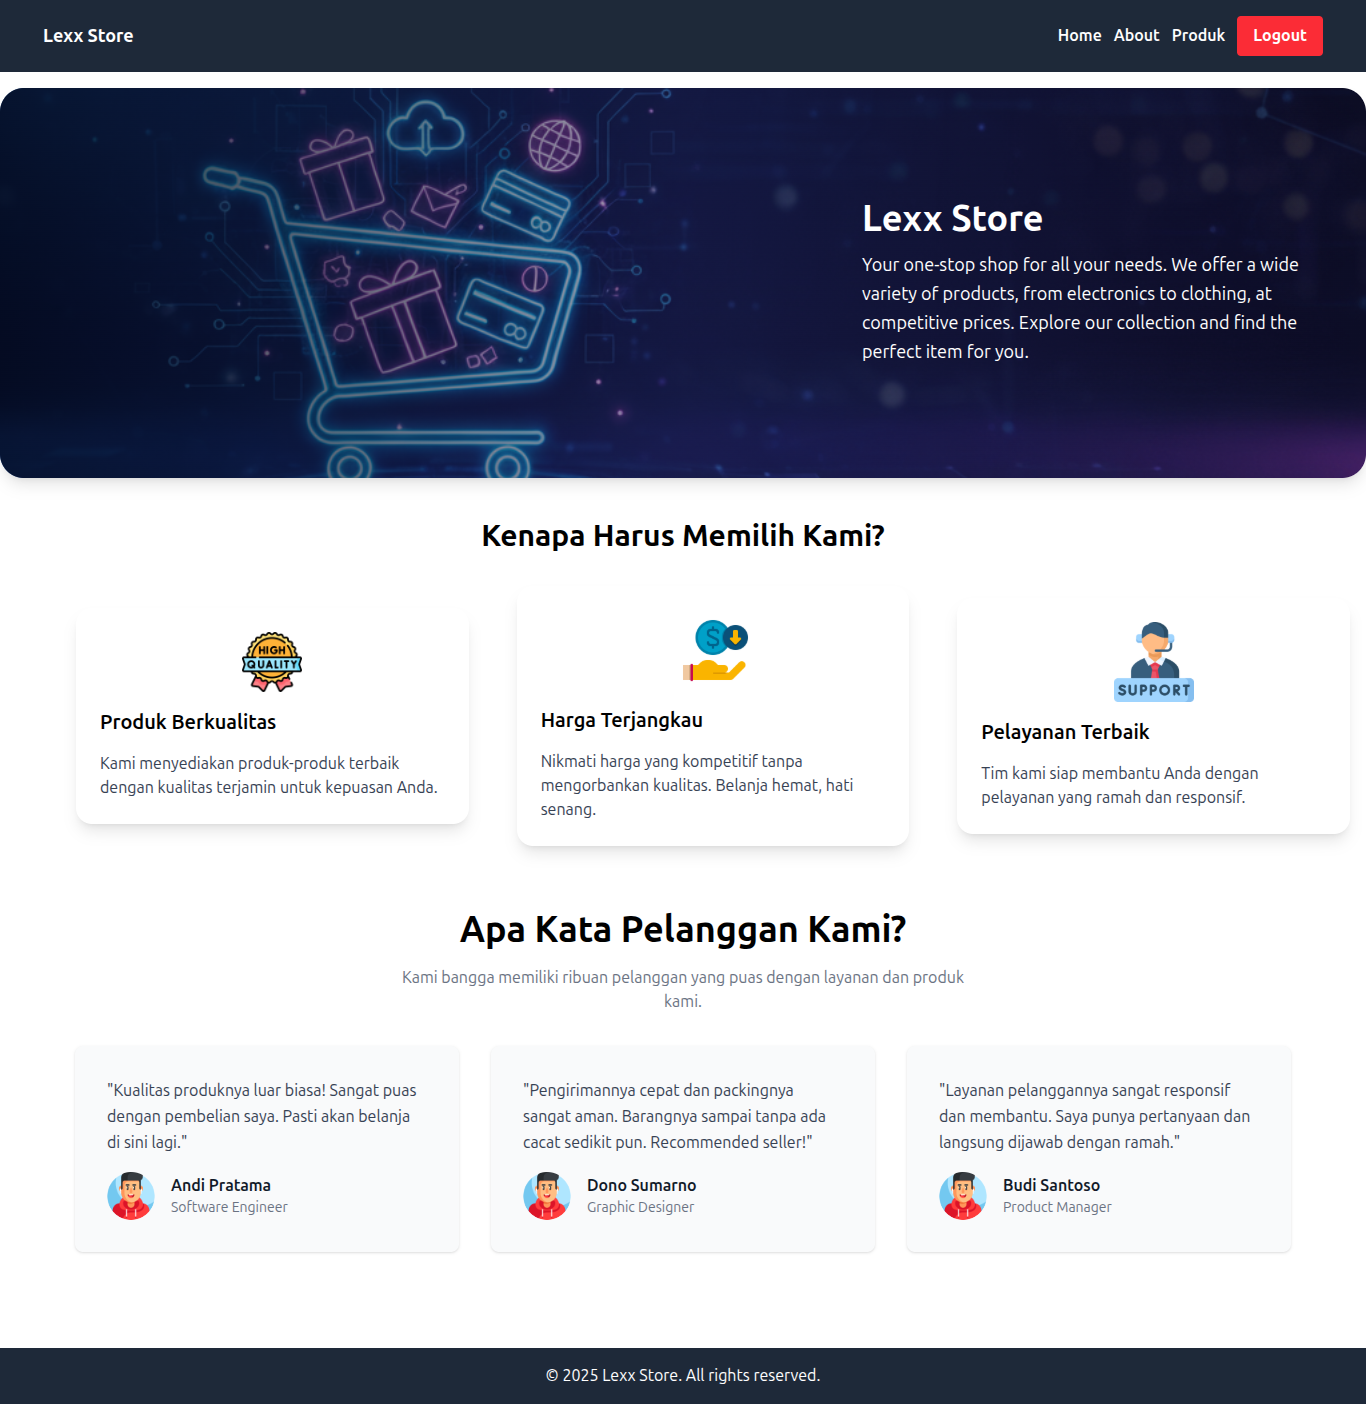 Lexx Store
Home About Produk Logout
Lexx Store
Your one-stop shop for all your needs. We offer a wide
variety of products, from electronics to clothing, at
competitive prices. Explore our collection and find the
perfect item for you.
Kenapa Harus Memilih Kami?
HIGH
QUALITY
Produk Berkualitas
Kami menyediakan produk-produk terbaik
dengan kualitas terjamin untuk kepuasan Anda.
$
Harga Terjangkau
Nikmati harga yang kompetitif tanpa
mengorbankan kualitas. Belanja hemat, hati
senang.
SUPPORT
Pelayanan Terbaik
Tim kami siap membantu Anda dengan
pelayanan yang ramah dan responsif.
Apa Kata Pelanggan Kami?
Kami bangga memiliki ribuan pelanggan yang puas dengan layanan dan produk
kami.
"Kualitas produknya luar biasa! Sangat puas
dengan pembelian saya. Pasti akan belanja
di sini lagi."
Andi Pratama
Software Engineer
"Pengirimannya cepat dan packingnya
sangat aman. Barangnya sampai tanpa ada
cacat sedikit pun. Recommended seller!"
Dono Sumarno
Graphic Designer
"Layanan pelanggannya sangat responsif
dan membantu. Saya punya pertanyaan dan
langsung dijawab dengan ramah."
Budi Santoso
Product Manager
© 2025 Lexx Store. All rights reserved.